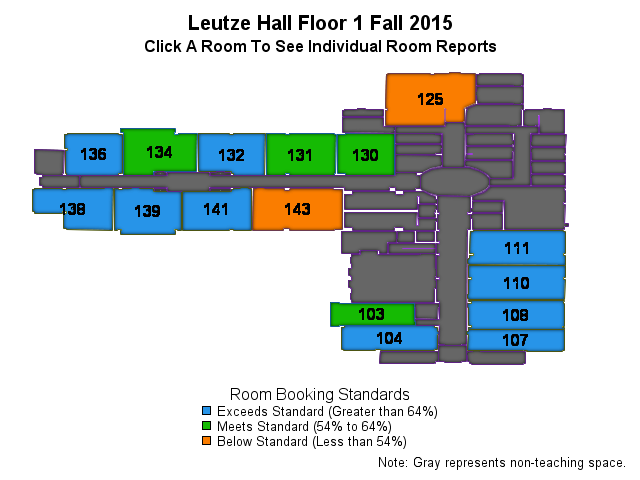 Leutze Hall Floor 1 Fall 2015
Click A Room To See Individual Room Reports
125
136 134 132 131 130
138 139 141 143
111
110
103 108
104 107
Room Booking Standards
Exceeds Standard (Greater than 64%)
Meets Standard (54% to 64%)
Below Standard (Less than 54%)
Note: Gray represents non-teaching space.